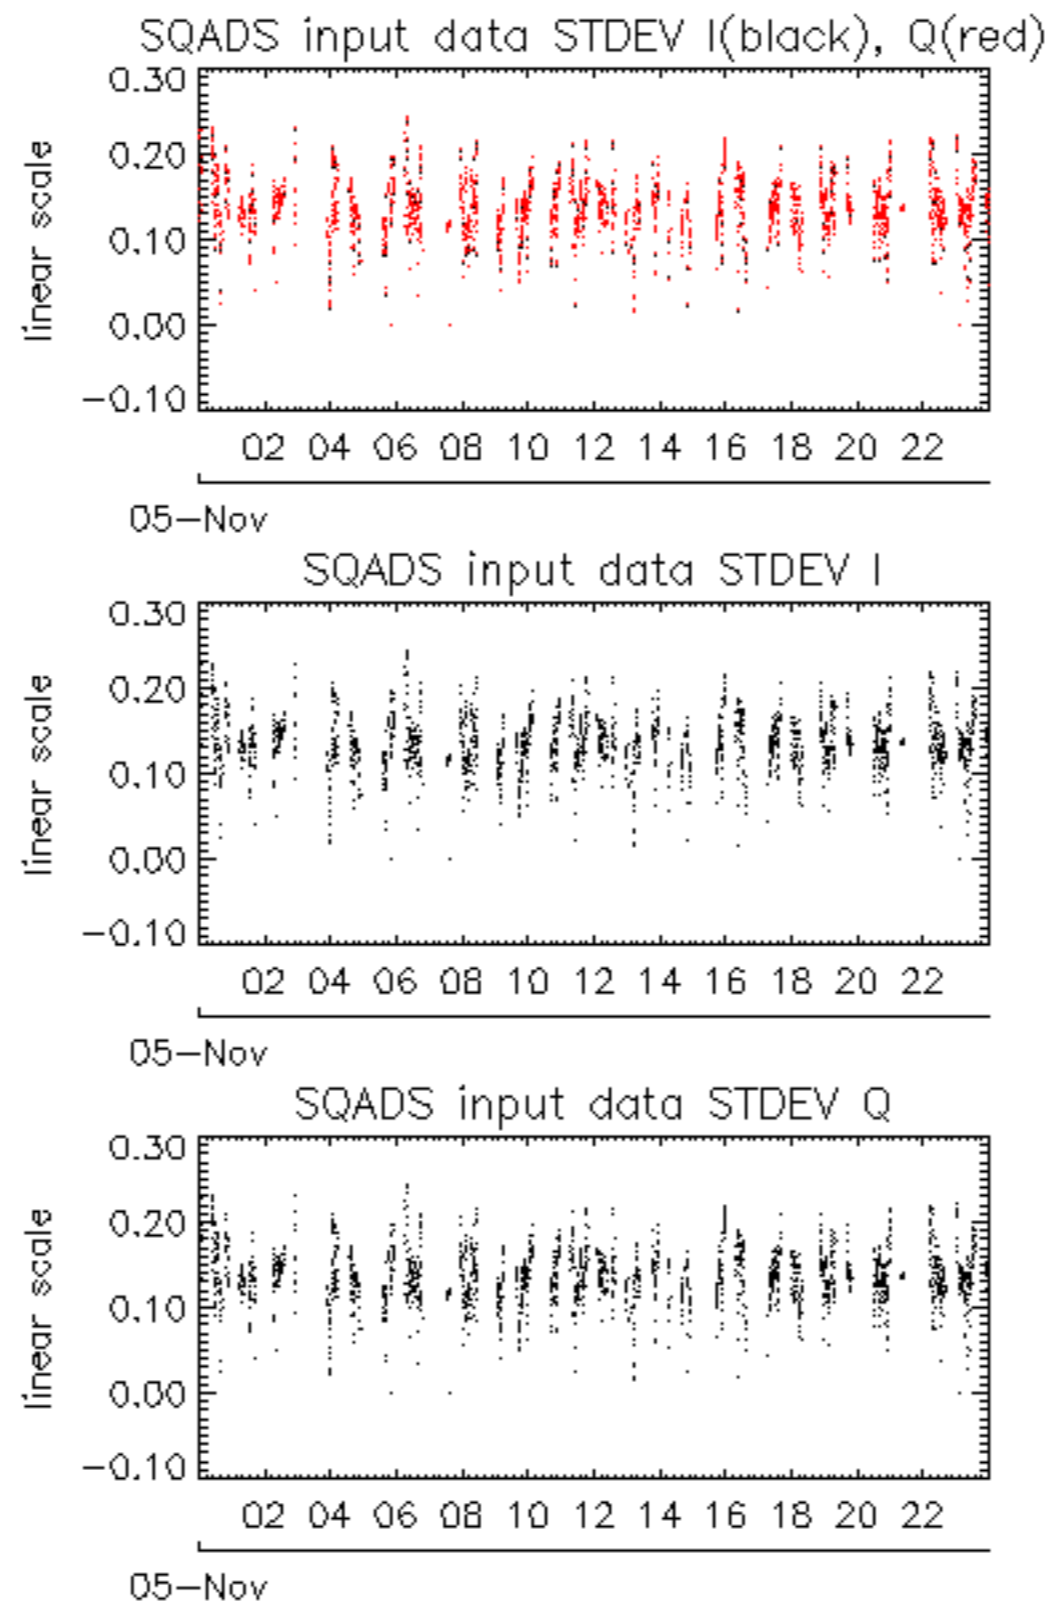 SQADS input data STDEV I(black), Q(red)
0.30
0.20
0.10
0.00
-0.10
linear scale
02 04 06 08 10 12 14 16 18 20 22
05-Nov
SQADS input data STDEV I
0.30
0.20
0.10
0.00
-0.10
linear scale
02 04 06 08 10 12 14 16 18 20 22
05-Nov
SQADS input data STDEV Q
0.30
0.20
0.10
0.00
-0.10
linear scale
02 04 06 08 10 12 14 16 18 20 22
05-Nov